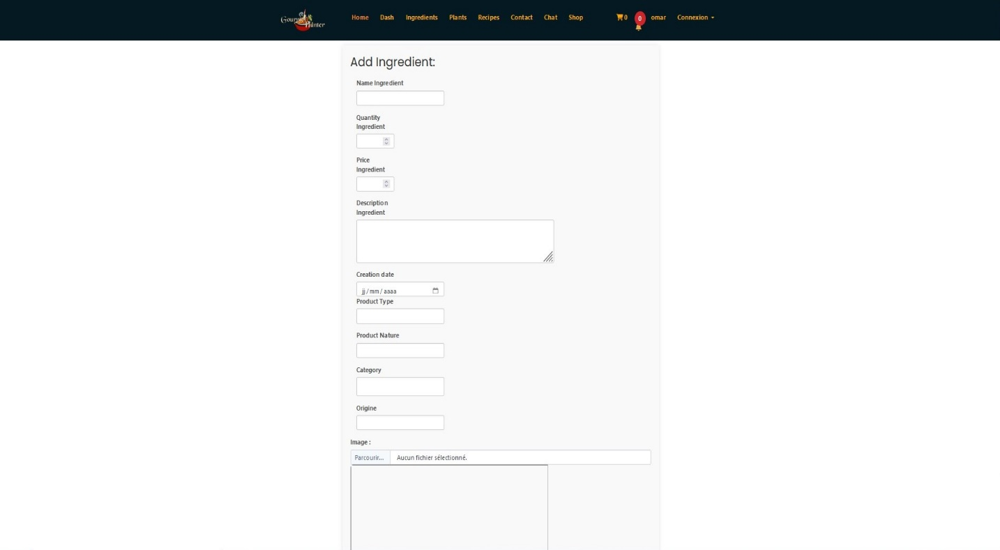 Gourmet Hunter
Home Dash Ingredients Plants Recipes Contact Chat Shop 0 0 omar Connexion
Add Ingredient:
Name Ingredient
Quantity
Ingredient
Price
Ingredient
Description
Ingredient
Creation date
jj/mm/aaaa
Product Type
Product Nature
Category
Origine
Image :
Parcourir... Aucun fichier sélectionné.